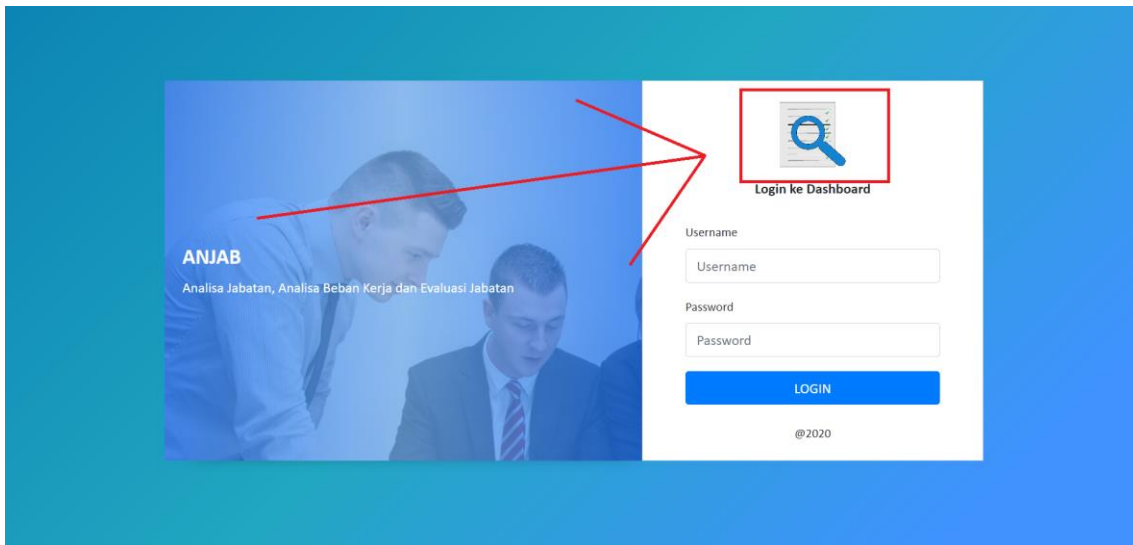 ANJAB
Analisa Jabatan, Analisa Beban Kerja dan Evaluasi Jabatan
Login ke Dashboard
Username
Username
Password
Password
LOGIN
@2020